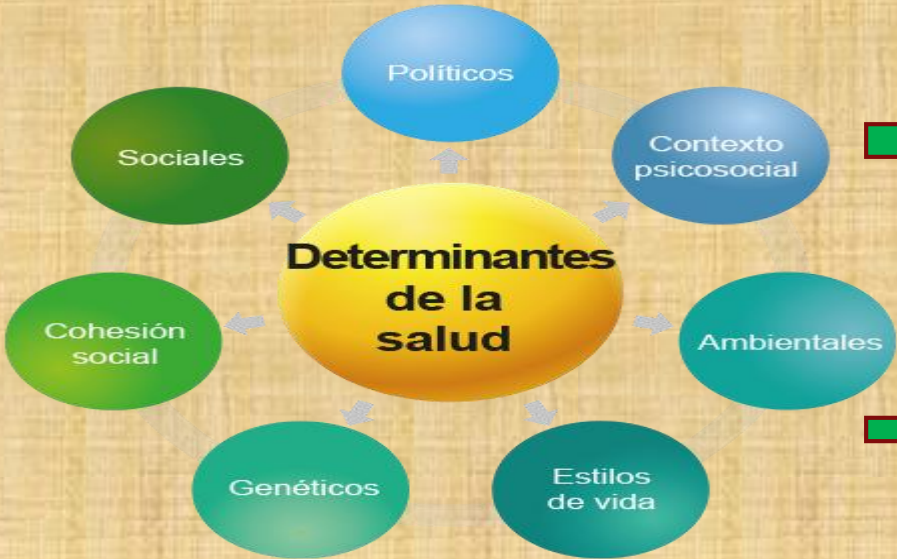 Políticos
Contexto
psicosocial
Sociales
Determinantes
de la
salud
Cohesión
social
Ambientales
Genéticos
Estilos
de vida